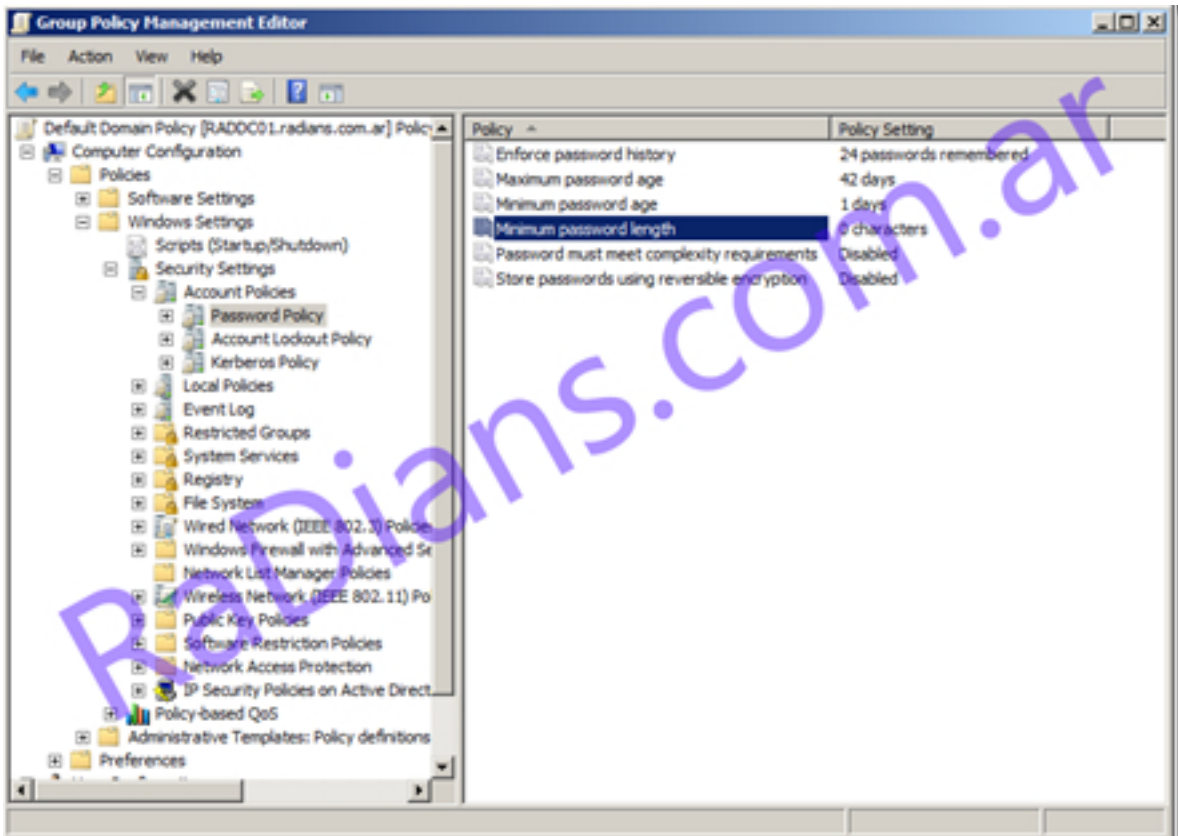 Group Policy Management Editor
File Action View Help
Default Domain Policy [RADDC01.radians.com.ar] Policy
Computer Configuration
Policies
Software Settings
Windows Settings
Scripts (Startup/Shutdown)
Security Settings
Account Policies
Password Policy
Account Lockout Policy
Kerberos Policy
Local Policies
Event Log
Restricted Groups
System Services
Registry
File System
Wired Network (IEEE 802.3) Policie
Windows Firewall with Advanced Se
Network List Manager Policies
Wireless Network (IEEE 802.11) Po
Public Key Policies
Software Restriction Policies
Network Access Protection
IP Security Policies on Active Direct
Policy-based QoS
Administrative Templates: Policy definitions
Preferences
Policy Policy Setting
Enforce password history 24 passwords remembered
Maximum password age 42 days
Minimum password age 1 days
Minimum password length 0 characters
Password must meet complexity requirements Disabled
Store passwords using reversible encryption Disabled
RaDians.com.ar